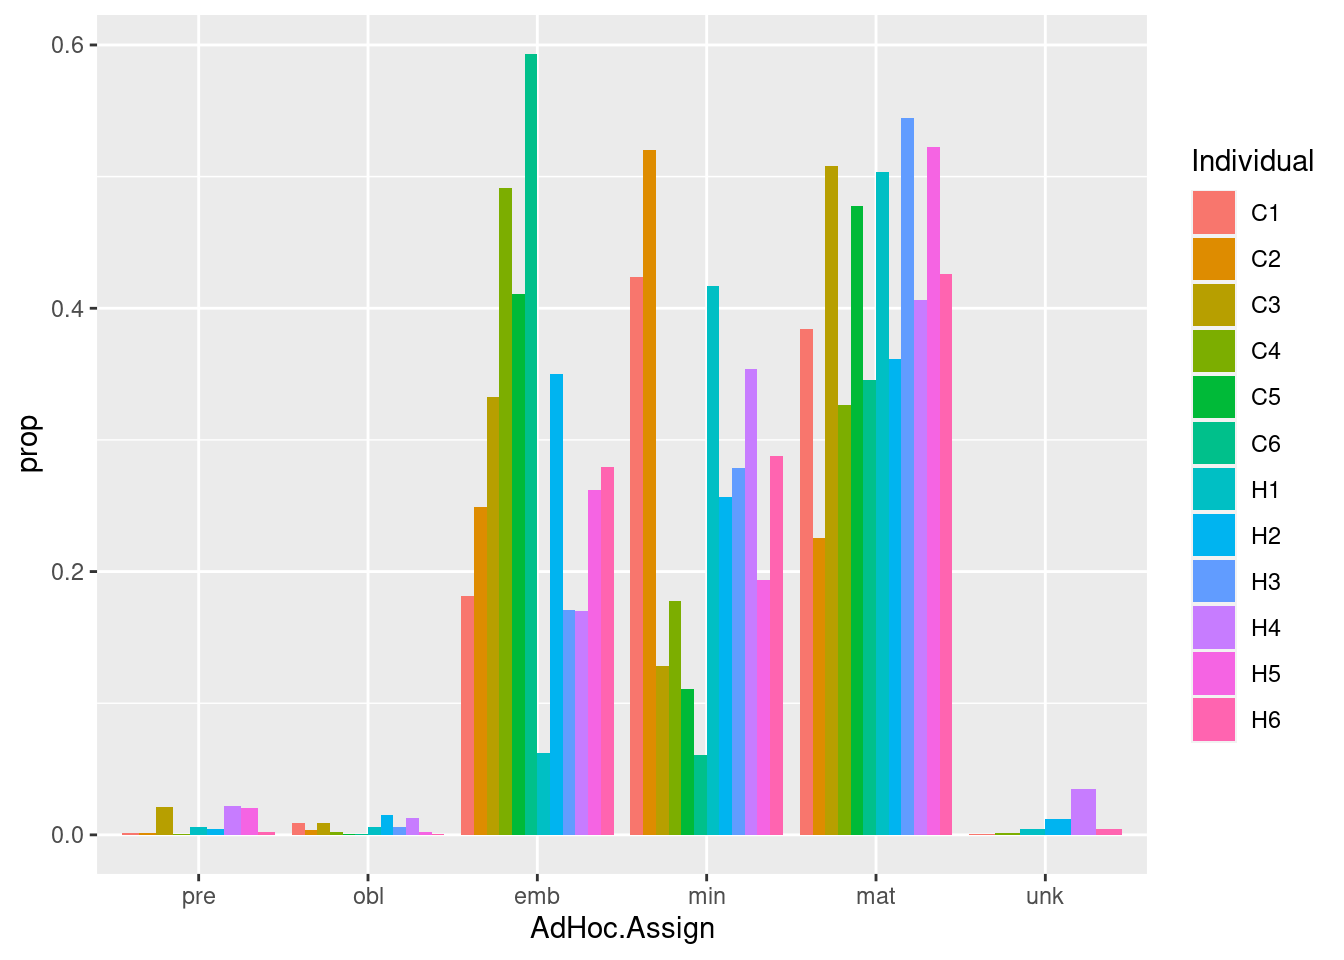 0.6
0.4
0.2
0.0
prop
pre obl emb min mat unk
AdHoc.Assign
Individual
C1
C2
C3
C4
C5
C6
H1
H2
H3
H4
H5
H6